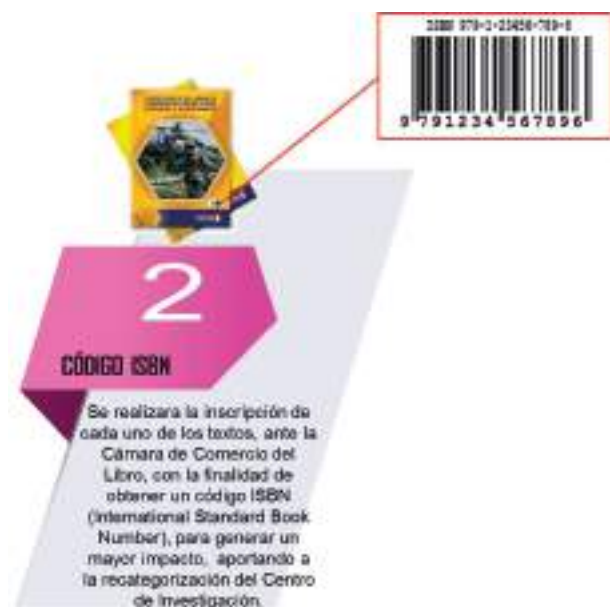 9 791234 567896
2
CÓDIGO ISBN
Se realizara la inscripción de
cada uno de los textos, ante la
Cámara de Comercio del
Libro, con la finalidad de
obtener un código ISBN
(International Standard Book
Number), para generar un
mayor impacto, aportando a
la recategorización del Centro
de Investigación.